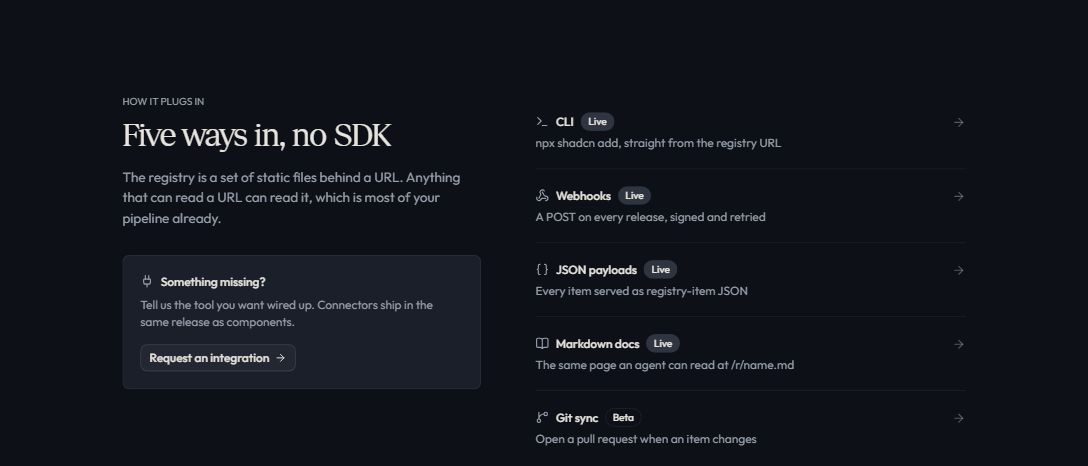 HOW IT PLUGS IN
Five ways in, no SDK
The registry is a set of static files behind a URL. Anything
that can read a URL can read it, which is most of your
pipeline already.
Something missing?
Tell us the tool you want wired up. Connectors ship in the
same release as components.
Request an integration →
CLI Live
npx shadcn add, straight from the registry URL
Webhooks Live
A POST on every release, signed and retried
JSON payloads Live
Every item served as registry-item JSON
Markdown docs Live
The same page an agent can read at /r/name.md
Git sync Beta
Open a pull request when an item changes